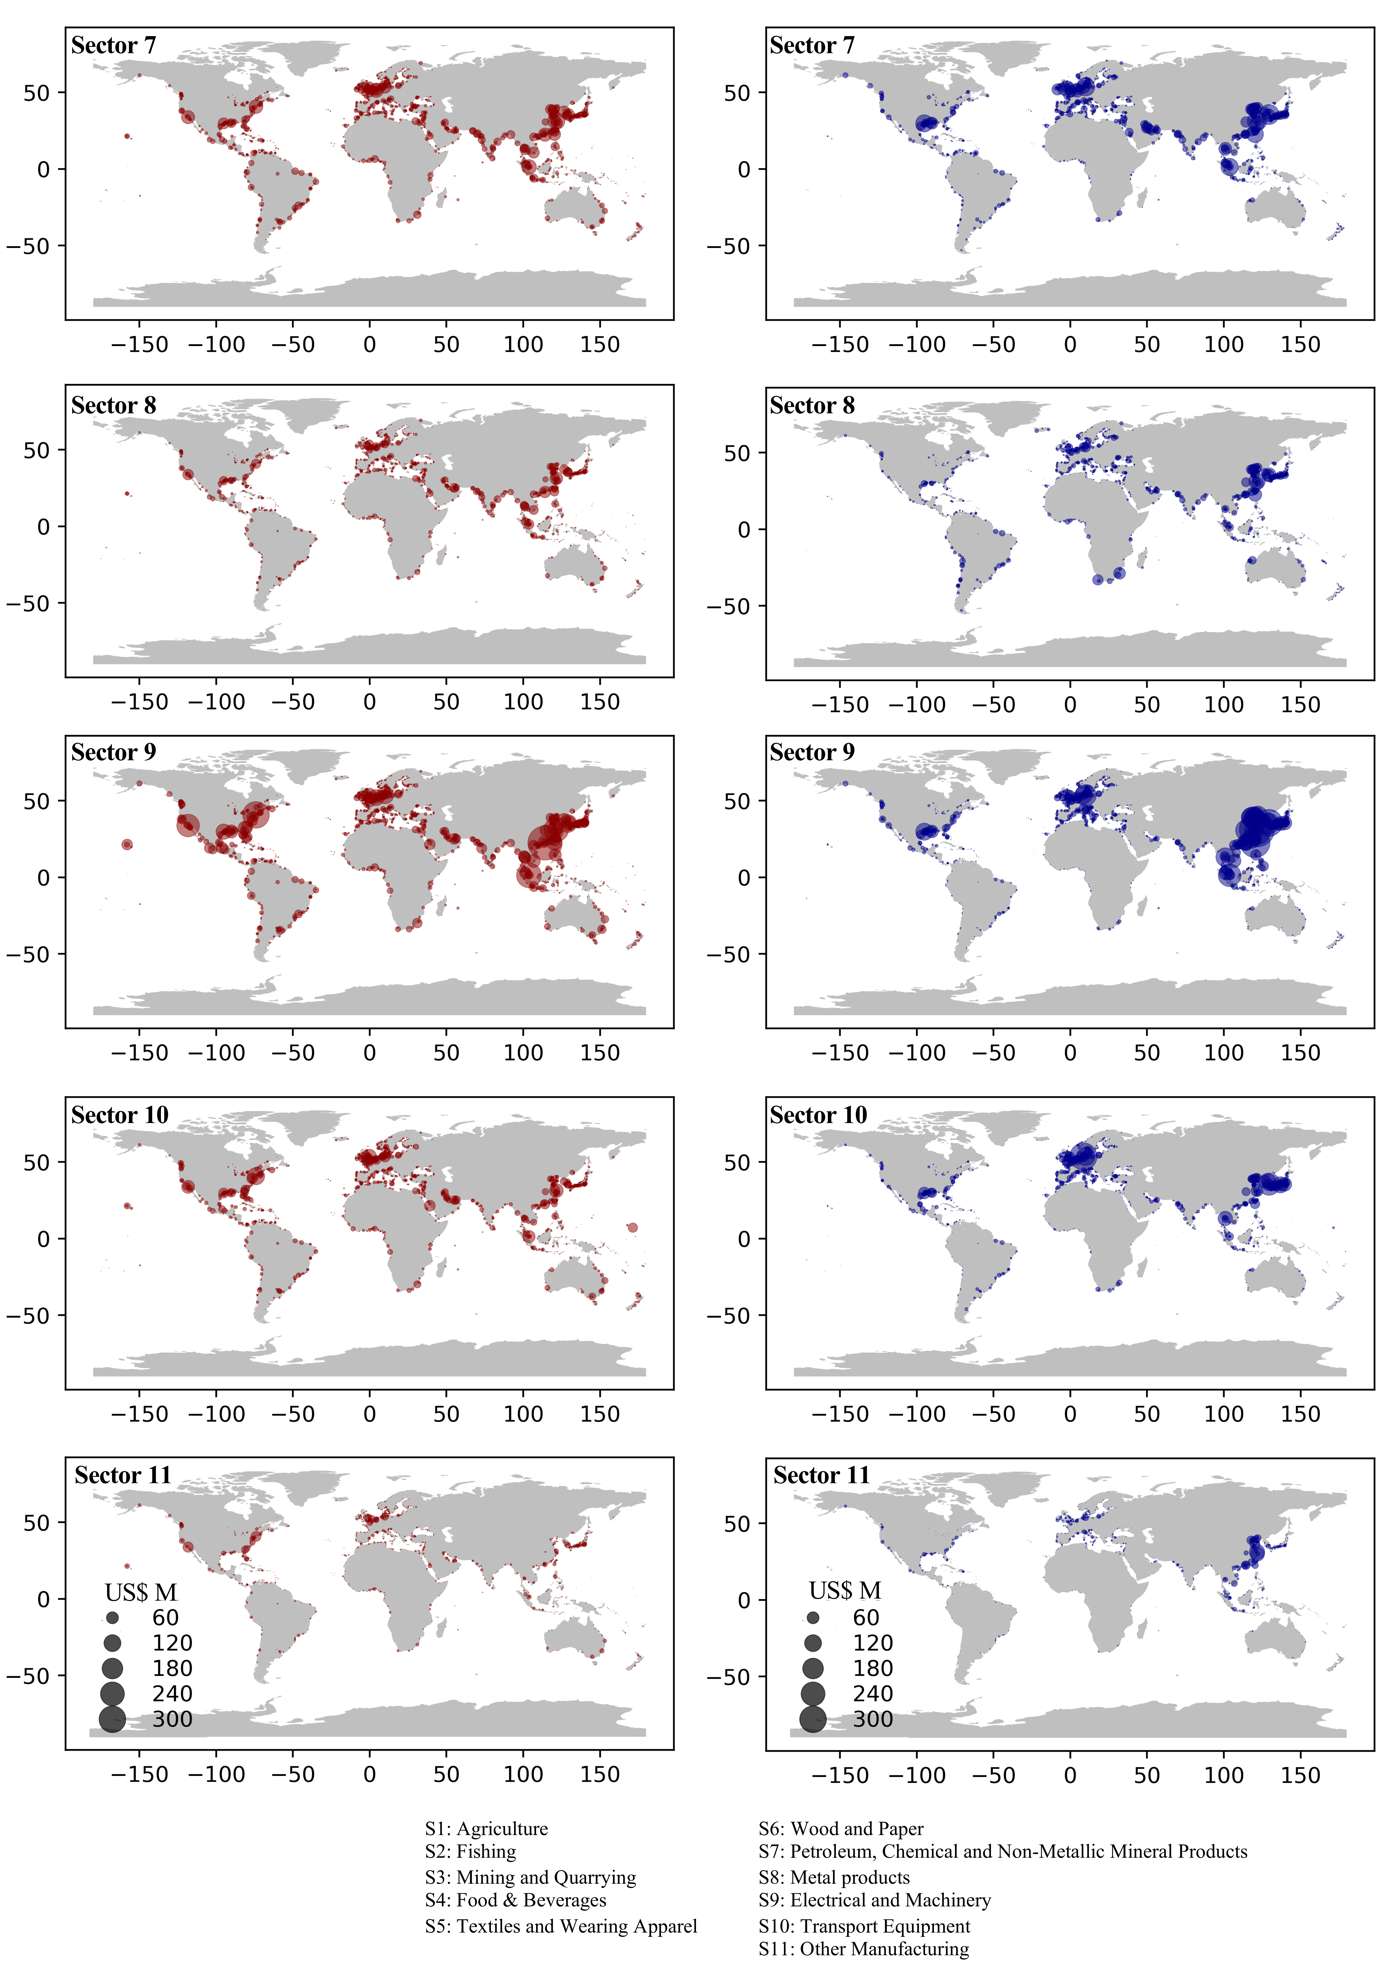 Sector 7
50
0
−50
−150 −100 −50 0 50 100 150
Sector 7
50
0
−50
−150 −100 −50 0 50 100 150
Sector 8
50
0
−50
−150 −100 −50 0 50 100 150
Sector 8
50
0
−50
−150 −100 −50 0 50 100 150
Sector 9
50
0
−50
−150 −100 −50 0 50 100 150
Sector 9
50
0
−50
−150 −100 −50 0 50 100 150
Sector 10
50
0
−50
−150 −100 −50 0 50 100 150
Sector 10
50
0
−50
−150 −100 −50 0 50 100 150
Sector 11
50
0
−50
US$ M
60
120
180
240
300
−150 −100 −50 0 50 100 150
Sector 11
50
0
−50
US$ M
60
120
180
240
300
−150 −100 −50 0 50 100 150
S1: Agriculture
S2: Fishing
S3: Mining and Quarrying
S4: Food & Beverages
S5: Textiles and Wearing Apparel
S6: Wood and Paper
S7: Petroleum, Chemical and Non-Metallic Mineral Products
S8: Metal products
S9: Electrical and Machinery
S10: Transport Equipment
S11: Other Manufacturing